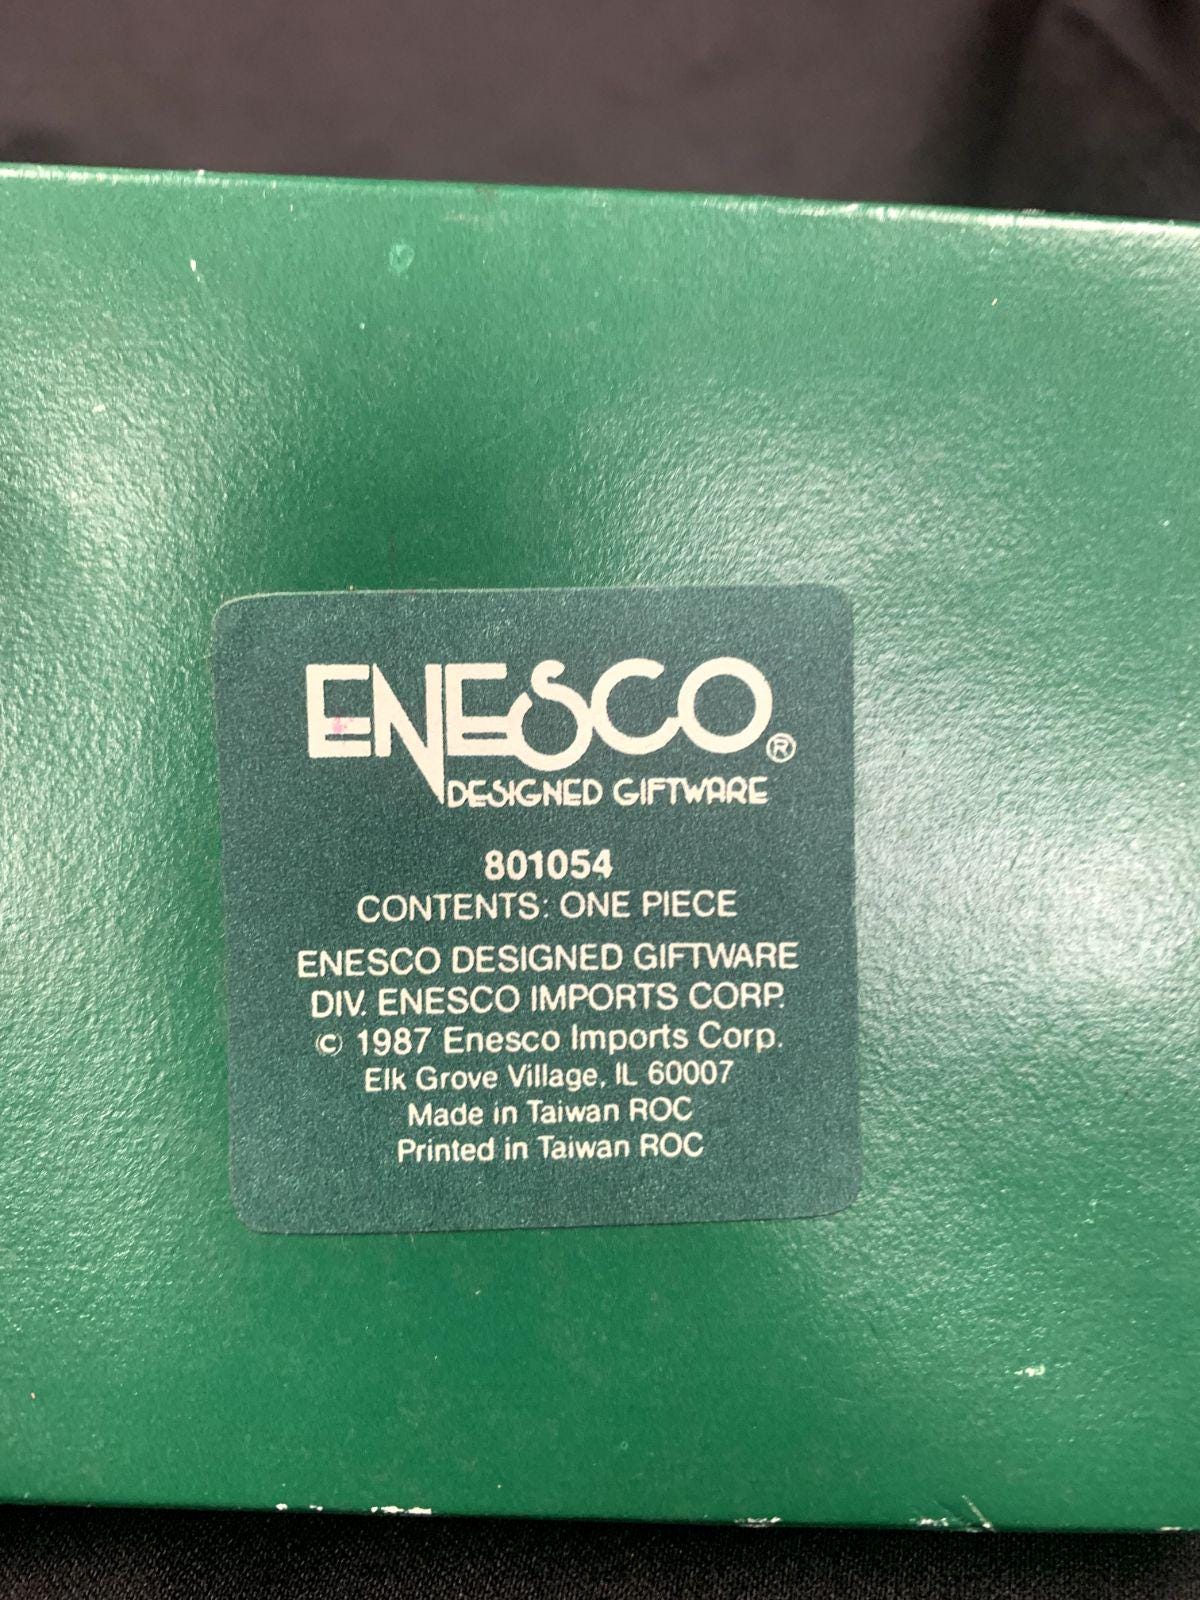 ENESCO®
DESIGNED GIFTWARE
801054
CONTENTS: ONE PIECE
ENESCO DESIGNED GIFTWARE
DIV. ENESCO IMPORTS CORP.
© 1987 Enesco Imports Corp.
Elk Grove Village, IL 60007
Made in Taiwan ROC
Printed in Taiwan ROC